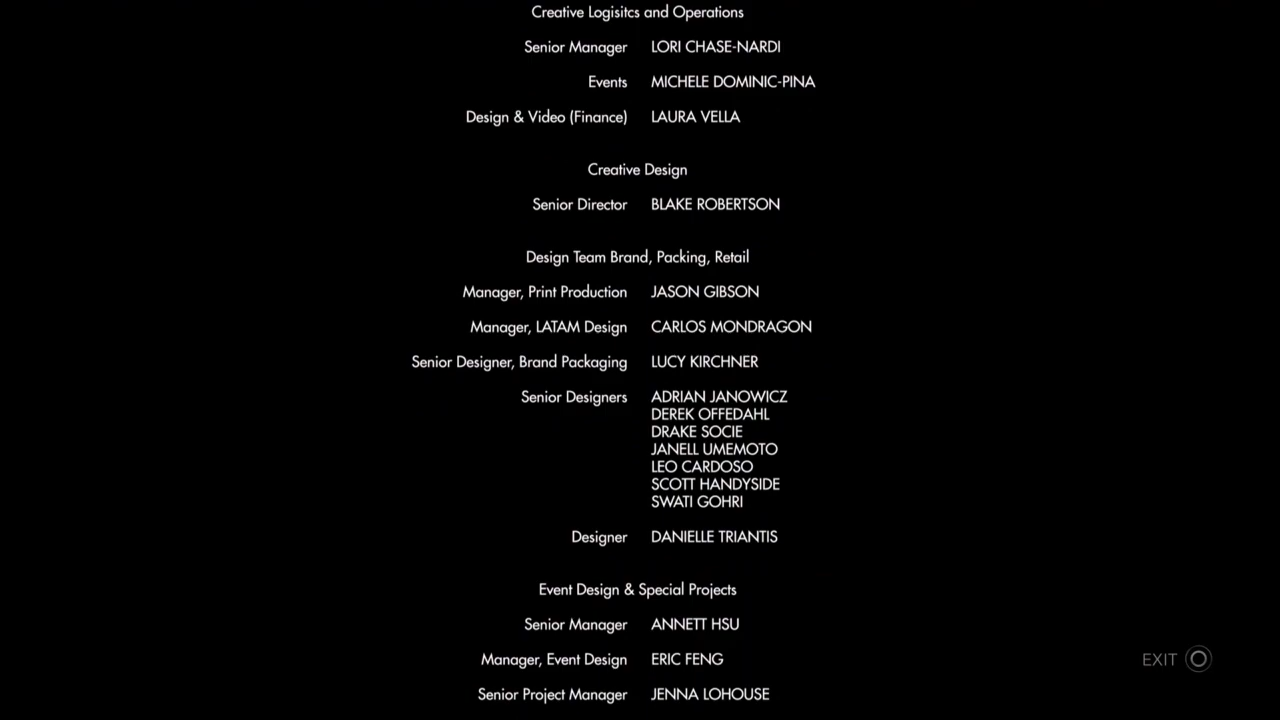 Creative Logisitcs and Operations
Senior Manager LORI CHASE-NARDI
Events MICHELE DOMINIC-PINA
Design & Video (Finance) LAURA VELLA
Creative Design
Senior Director BLAKE ROBERTSON
Design Team Brand, Packing, Retail
Manager, Print Production JASON GIBSON
Manager, LATAM Design CARLOS MONDRAGON
Senior Designer, Brand Packaging LUCY KIRCHNER
Senior Designers ADRIAN JANOWICZ
DEREK OFFEDAHL
DRAKE SOCIE
JANELL UMEMOTO
LEO CARDOSO
SCOTT HANDYSIDE
SWATI GOHRI
Designer DANIELLE TRIANTIS
Event Design & Special Projects
Senior Manager ANNETT HSU
Manager, Event Design ERIC FENG
Senior Project Manager JENNA LOHOUSE
EXIT